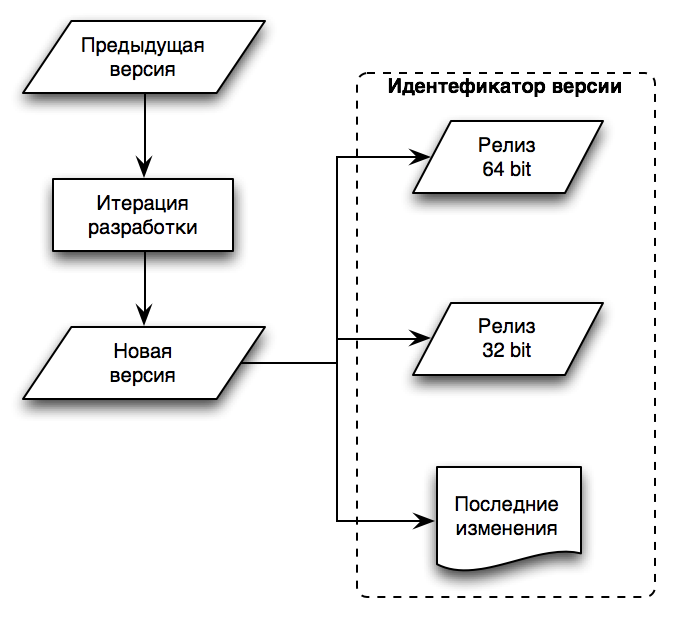 Предыдущая
версия
Идентефикатор версии
Релиз
64 bit
Итерация
разработки
Релиз
32 bit
Новая
версия
Последние
изменения